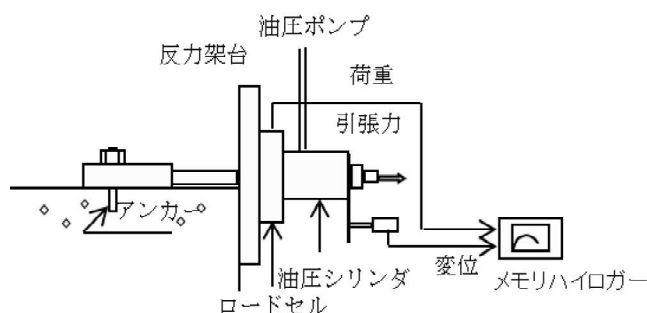 油圧ポンプ
反力架台
荷重
引張力
アンカー
変位
油圧シリンダ
メモリハイロガー
ロードセル